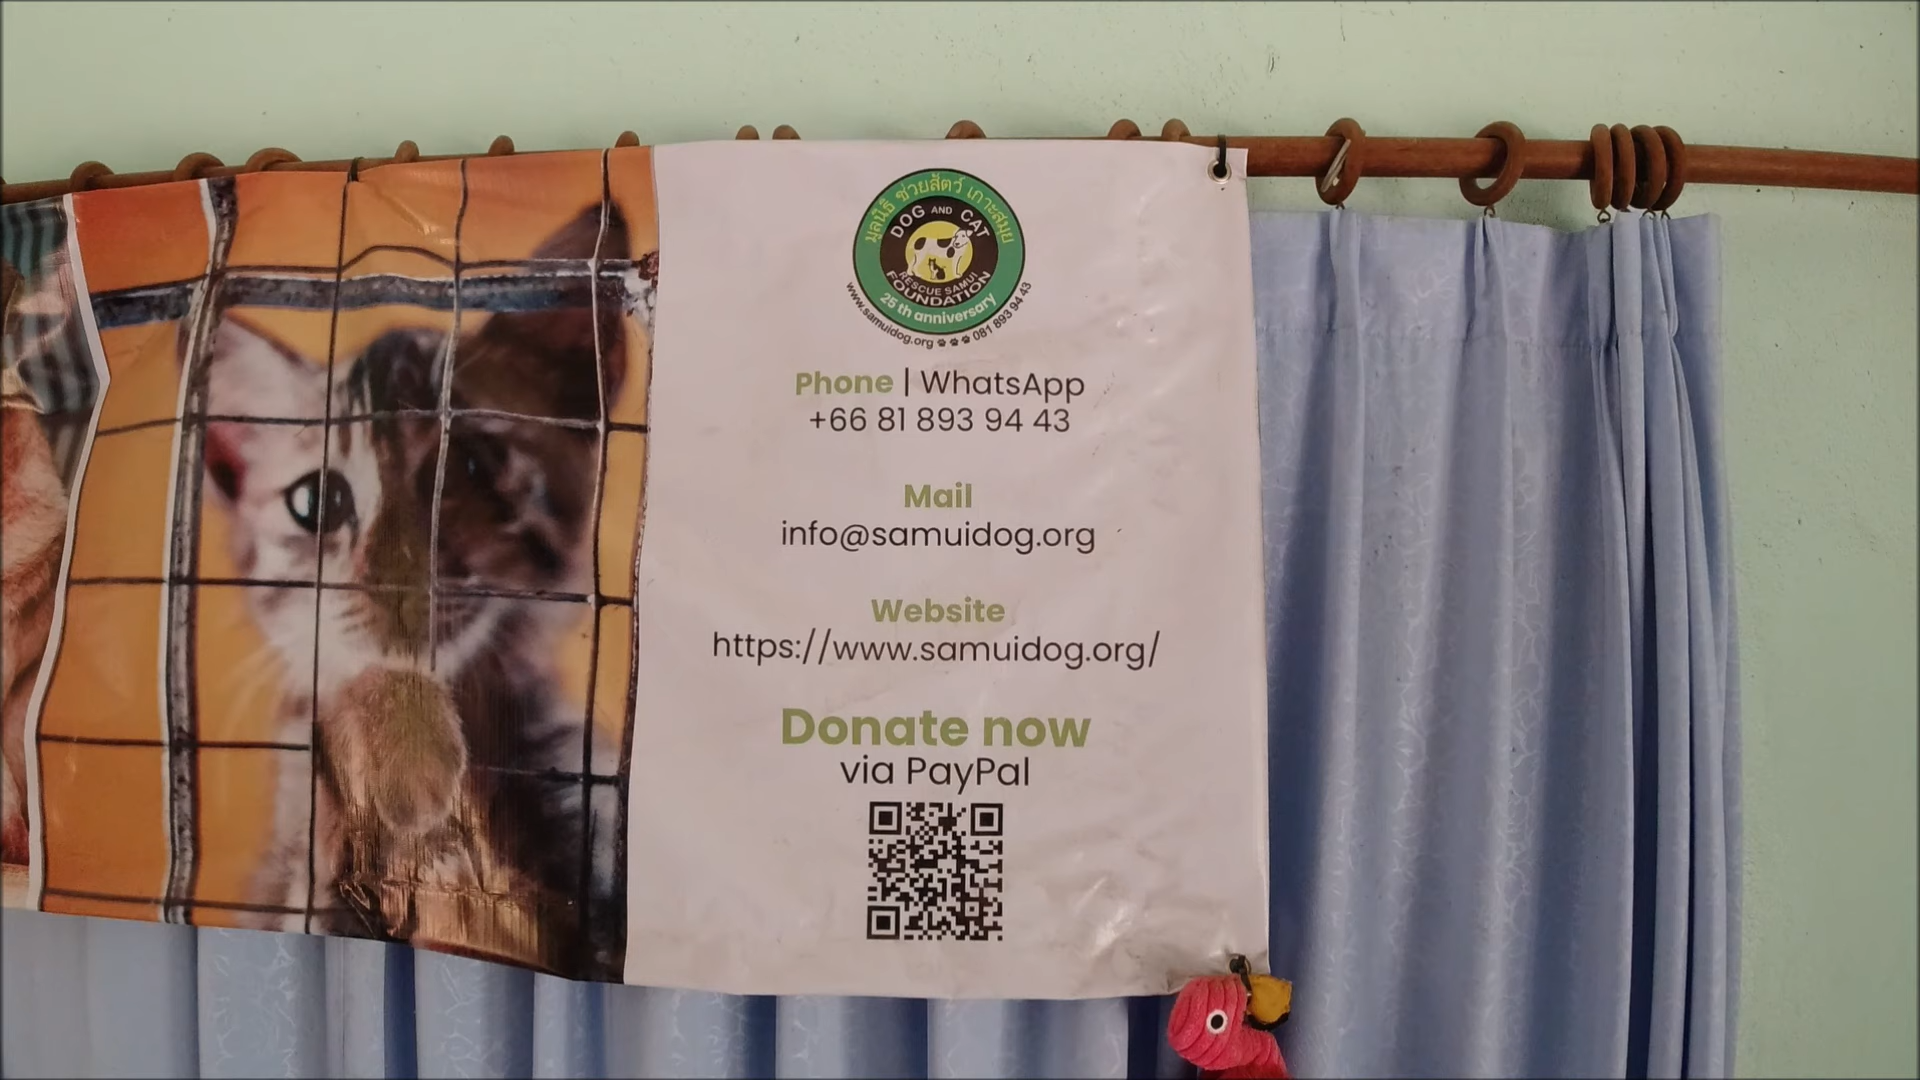 มูลนิธิ ช่วยสัตว์ เกาะสมุย
DOG AND CAT
RESCUE SAMUI
FOUNDATION
25 th anniversary
www.samuidog.org 081 893 94 43
Phone | WhatsApp
+66 81 893 94 43
Mail
info@samuidog.org
Website
https://www.samuidog.org/
Donate now
via PayPal